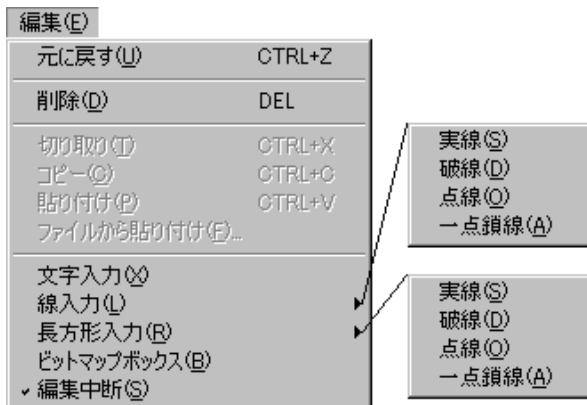 編集(E)
元に戻す(U) CTRL+Z
削除(D) DEL
切り取り(T) CTRL+X
コピー(C) CTRL+C
貼り付け(P) CTRL+V
ファイルから貼り付け(F)...
文字入力(X)
線入力(L)
長方形入力(R)
ビットマップボックス(B)
編集中断(S)
実線(S)
破線(D)
点線(O)
一点鎖線(A)
実線(S)
破線(D)
点線(O)
一点鎖線(A)